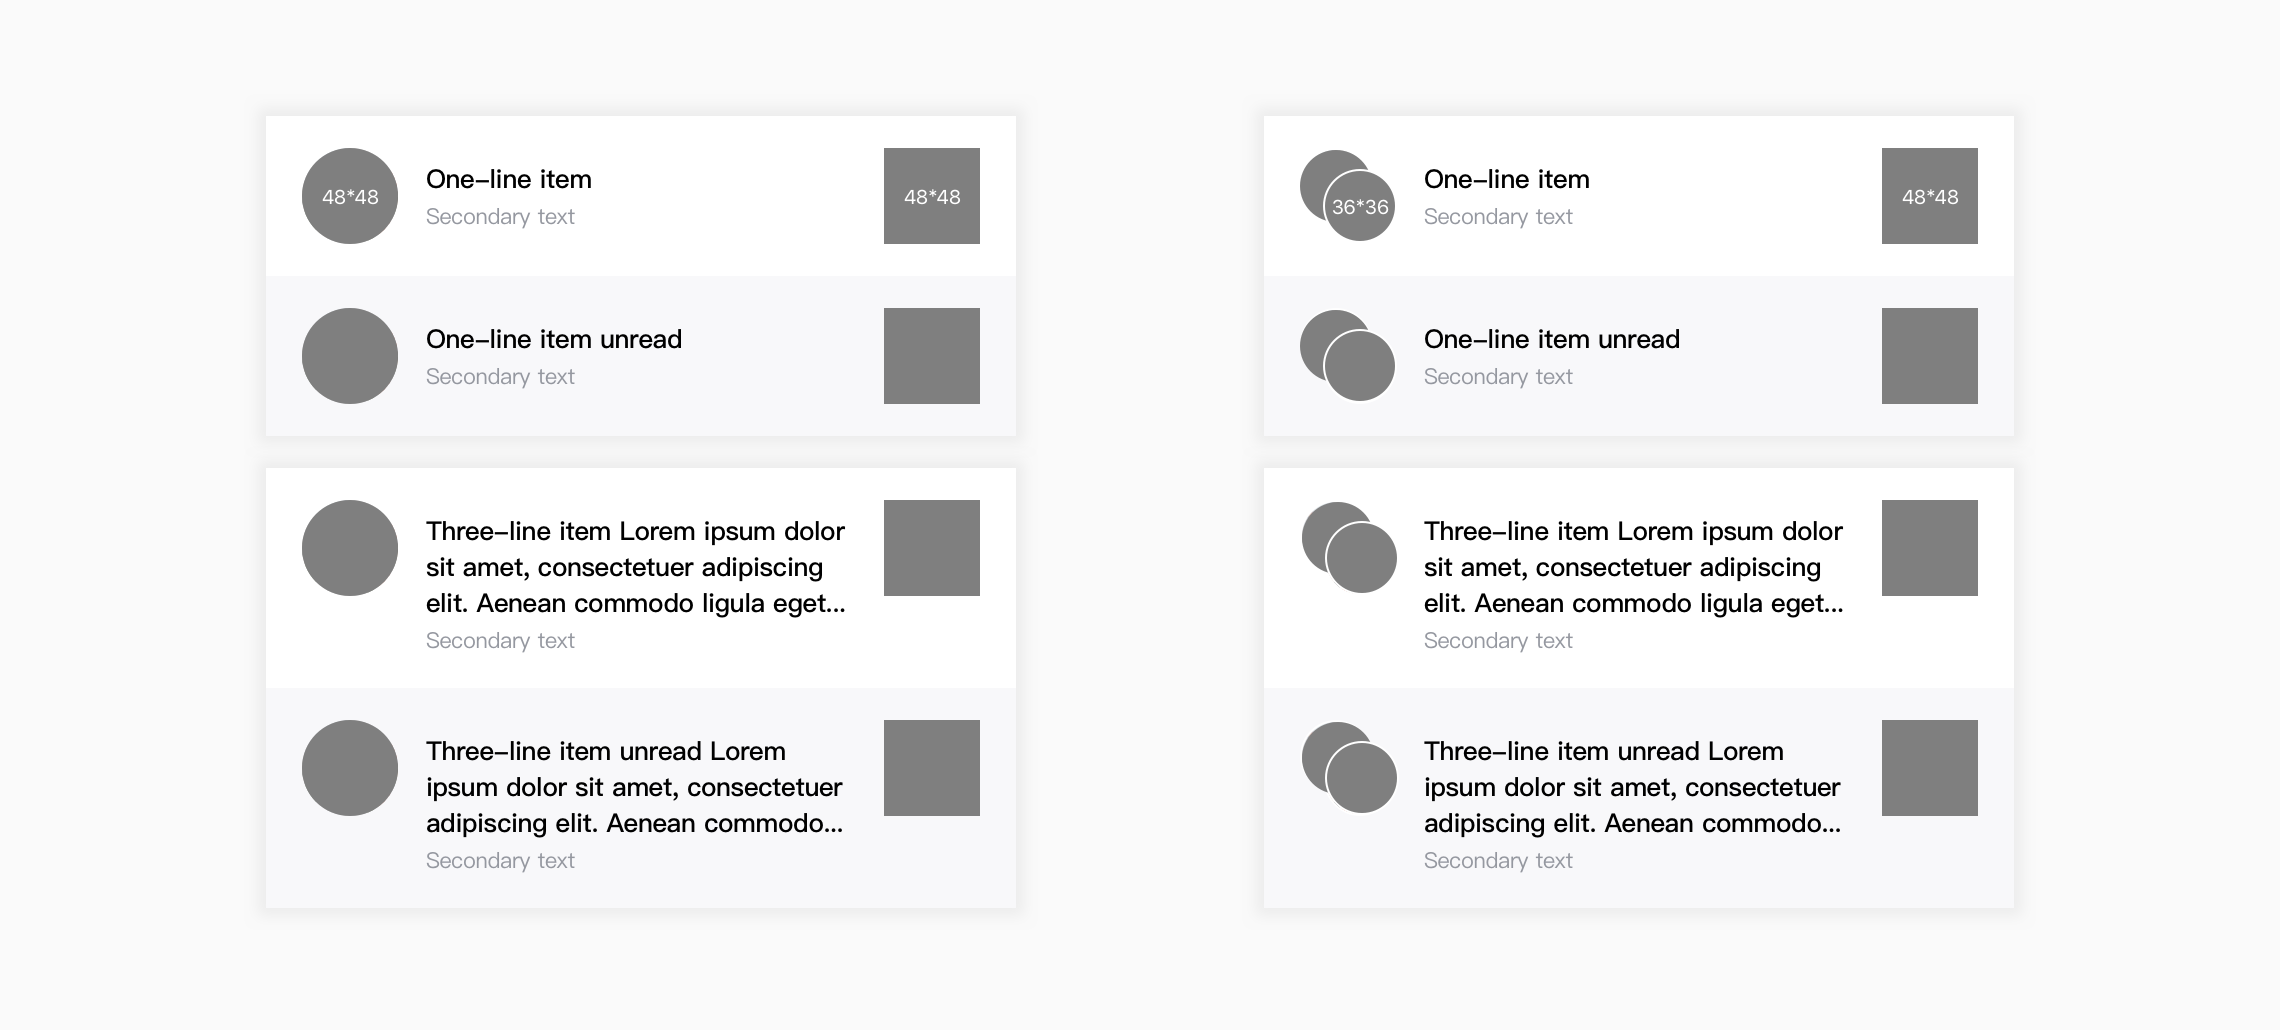 48*48
One–line item
Secondary text
48*48
One–line item unread
Secondary text
Three–line item Lorem ipsum dolor
sit amet, consectetuer adipiscing
elit. Aenean commodo ligula eget...
Secondary text
Three–line item unread Lorem
ipsum dolor sit amet, consectetuer
adipiscing elit. Aenean commodo...
Secondary text
36*36
One–line item
Secondary text
48*48
One–line item unread
Secondary text
Three–line item Lorem ipsum dolor
sit amet, consectetuer adipiscing
elit. Aenean commodo ligula eget...
Secondary text
Three–line item unread Lorem
ipsum dolor sit amet, consectetuer
adipiscing elit. Aenean commodo...
Secondary text